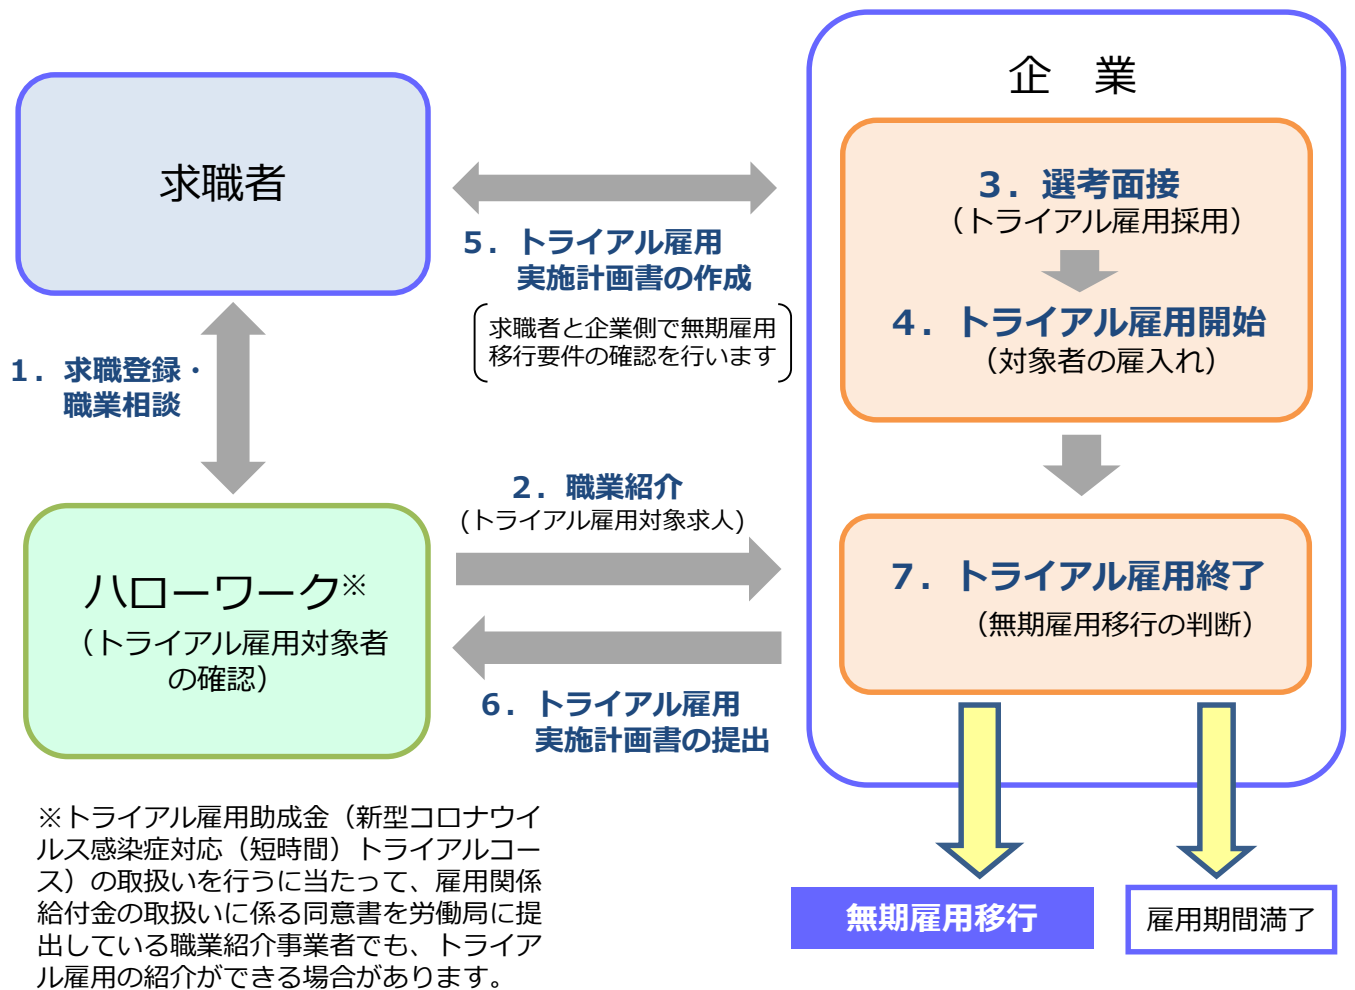 企　業
求職者
３．選考面接
（トライアル雇用採用）
４．トライアル雇用開始
（対象者の雇入れ）
５．トライアル雇用
実施計画書の作成
求職者と企業側で無期雇用
移行要件の確認を行います
１．求職登録・
職業相談
２．職業紹介
(トライアル雇用対象求人)
ハローワーク※
（トライアル雇用対象者
の確認）
７．トライアル雇用終了
（無期雇用移行の判断）
６．トライアル雇用
実施計画書の提出
※トライアル雇用助成金（新型コロナウイ
ルス感染症対応（短時間）トライアルコー
ス）の取扱いを行うに当たって、雇用関係
給付金の取扱いに係る同意書を労働局に提
出している職業紹介事業者でも、トライア
ル雇用の紹介ができる場合があります。
無期雇用移行
雇用期間満了